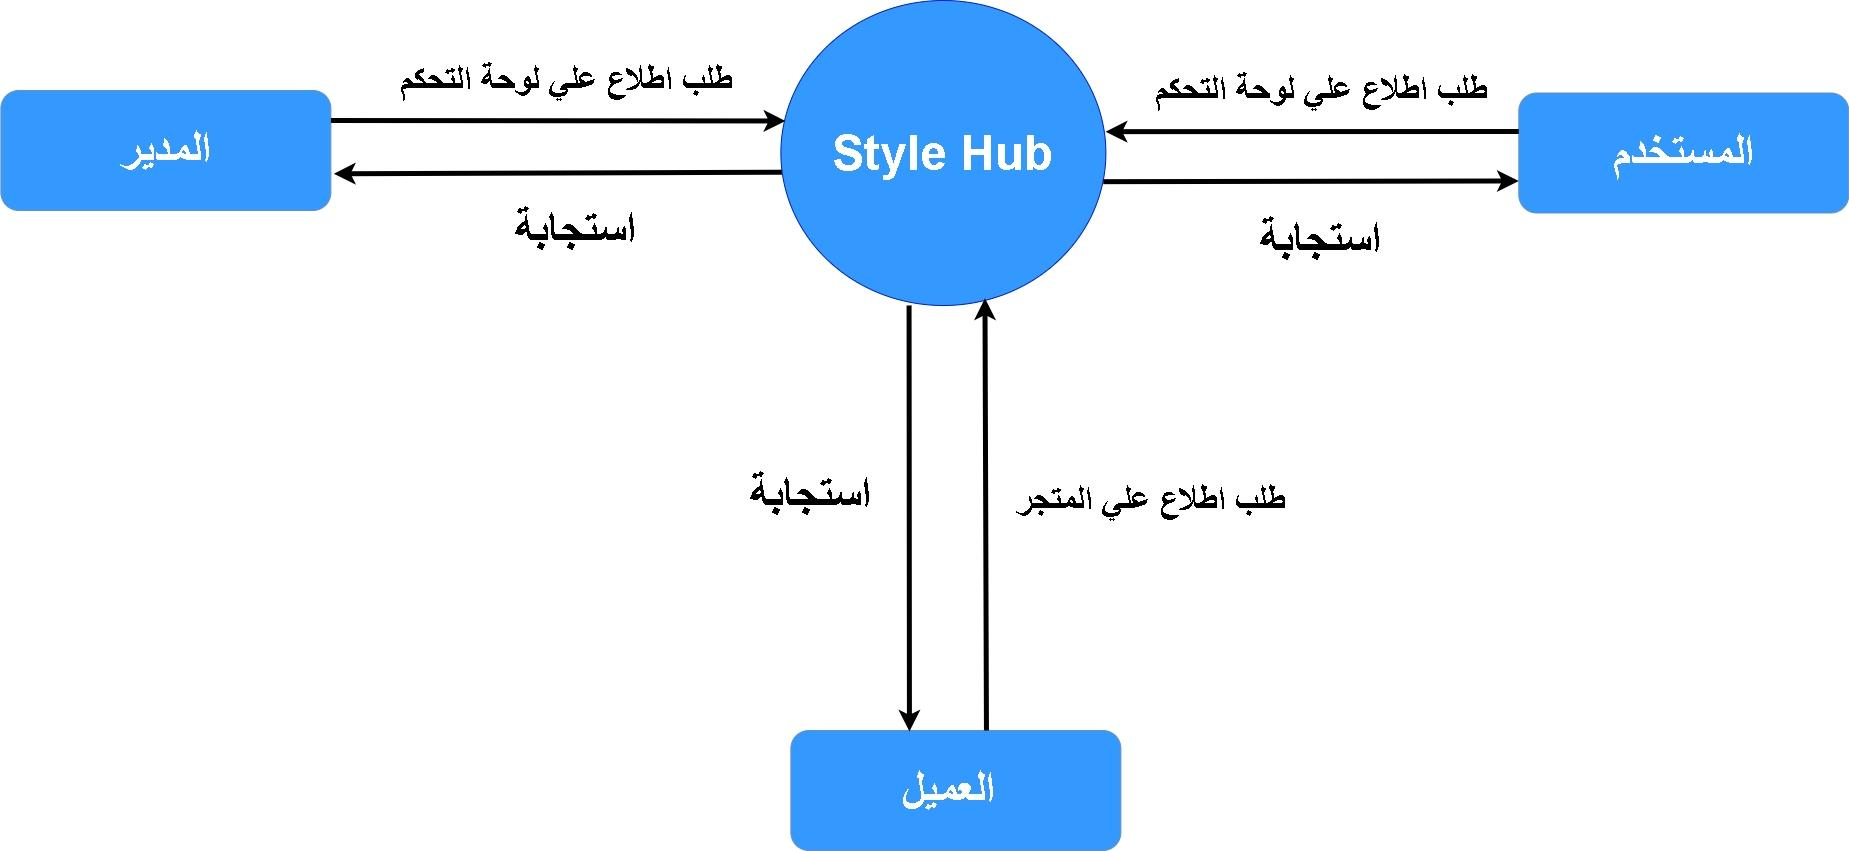 طلب اطلاع علي لوحة التحكم
طلب اطلاع علي لوحة التحكم
المستخدم
Style Hub
المدير
استجابة
استجابة
طلب اطلاع علي المتجر
استجابة
العميل